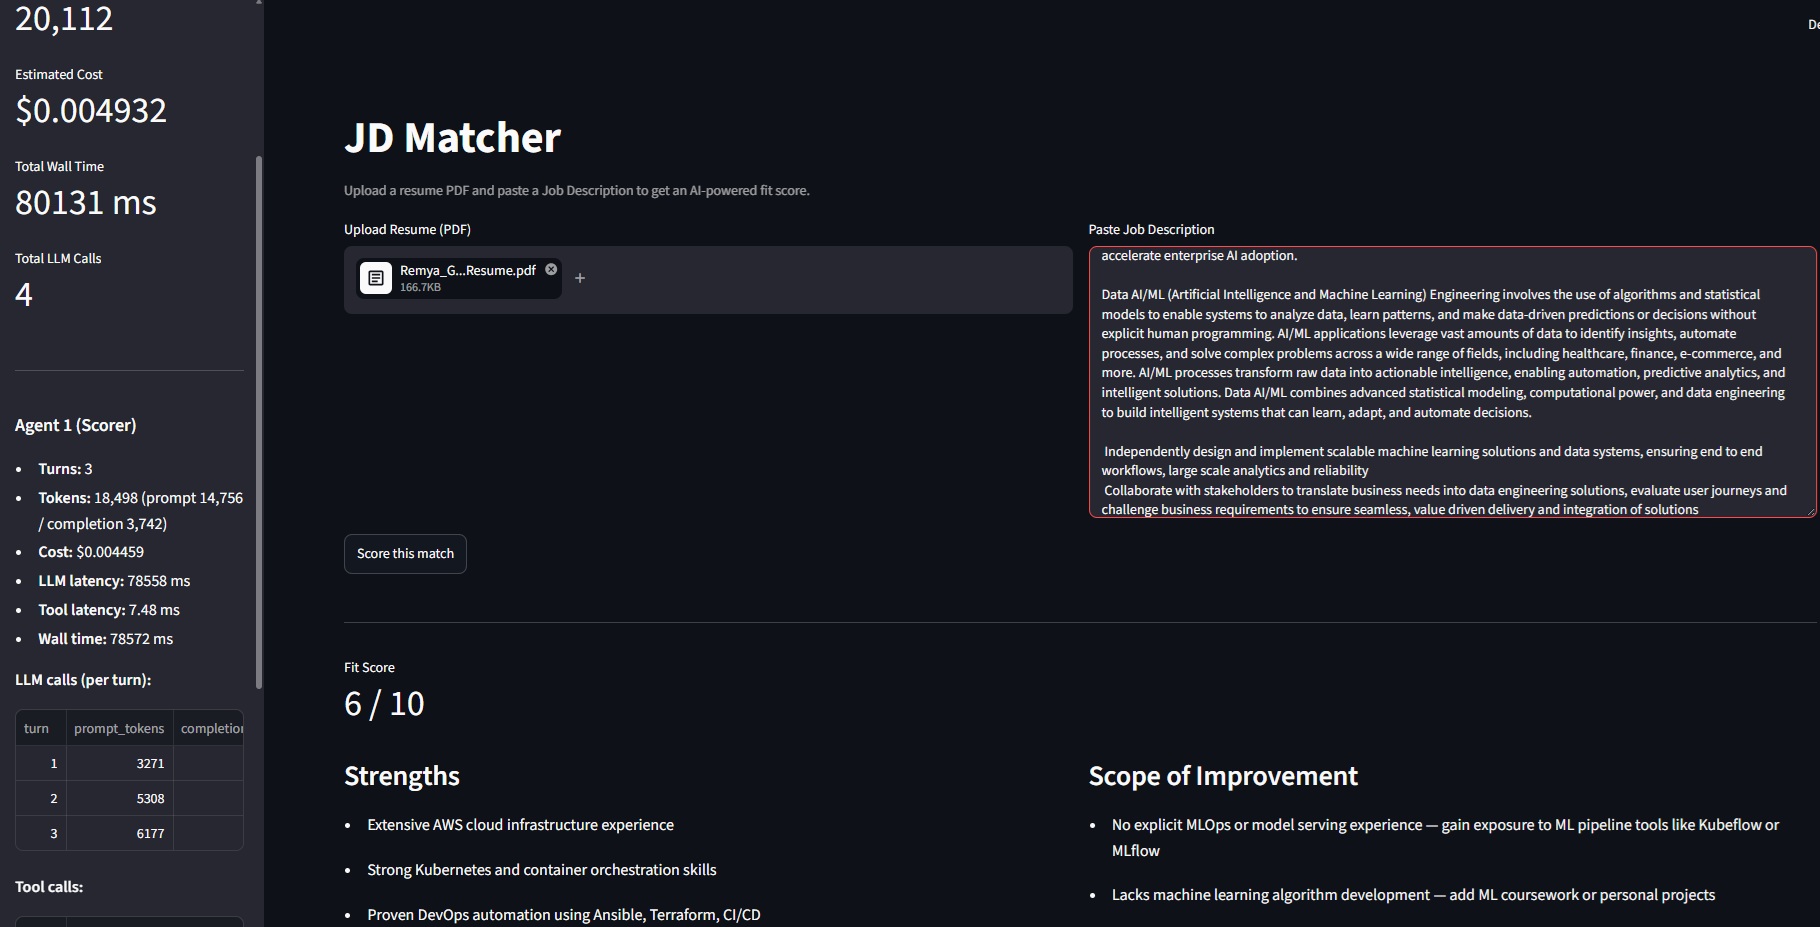 20,112
Estimated Cost
$0.004932
Total Wall Time
80131 ms
Total LLM Calls
4
Agent 1 (Scorer)
Turns: 3
Tokens: 18,498 (prompt 14,756
/ completion 3,742)
Cost: $0.004459
LLM latency: 78558 ms
Tool latency: 7.48 ms
Wall time: 78572 ms
LLM calls (per turn):
turn prompt_tokens completion
1 3271
2 5308
3 6177
Tool calls:
De
JD Matcher
Upload a resume PDF and paste a Job Description to get an AI-powered fit score.
Upload Resume (PDF)
Remya_G...Resume.pdf
166.7KB
Paste Job Description
accelerate enterprise AI adoption.
Data AI/ML (Artificial Intelligence and Machine Learning) Engineering involves the use of algorithms and statistical
models to enable systems to analyze data, learn patterns, and make data-driven predictions or decisions without
explicit human programming. AI/ML applications leverage vast amounts of data to identify insights, automate
processes, and solve complex problems across a wide range of fields, including healthcare, finance, e-commerce, and
more. AI/ML processes transform raw data into actionable intelligence, enabling automation, predictive analytics, and
intelligent solutions. Data AI/ML combines advanced statistical modeling, computational power, and data engineering
to build intelligent systems that can learn, adapt, and automate decisions.
Independently design and implement scalable machine learning solutions and data systems, ensuring end to end
workflows, large scale analytics and reliability
Collaborate with stakeholders to translate business needs into data engineering solutions, evaluate user journeys and
challenge business requirements to ensure seamless, value driven delivery and integration of solutions
Score this match
Fit Score
6 / 10
Strengths
Extensive AWS cloud infrastructure experience
Strong Kubernetes and container orchestration skills
Proven DevOps automation using Ansible, Terraform, CI/CD
Scope of Improvement
No explicit MLOps or model serving experience — gain exposure to ML pipeline tools like Kubeflow or
MLflow
Lacks machine learning algorithm development — add ML coursework or personal projects